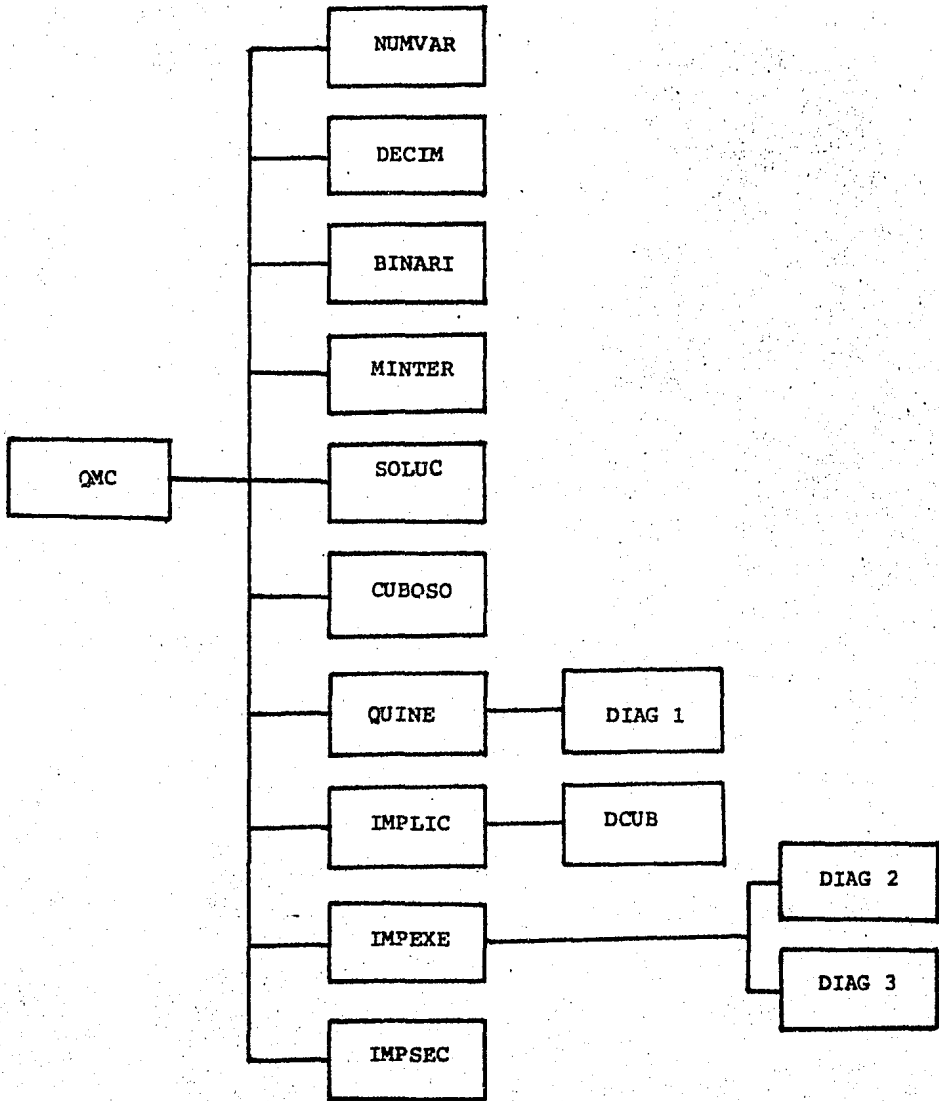 NUMVAR
DECIM
BINARI
MINTER
QMC
SOLUC
CUBOSO
QUINE
DIAG 1
IMPLIC
DCUB
DIAG 2
IMPEXE
DIAG 3
IMPSEC